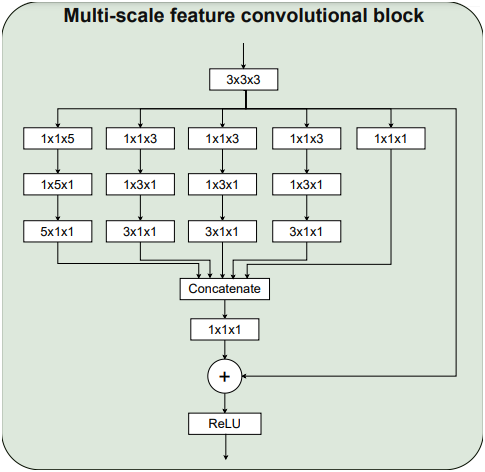 Multi-scale feature convolutional block
3x3x3
1x1x5 1x1x3 1x1x3 1x1x3 1x1x1
1x5x1 1x3x1 1x3x1 1x3x1
5x1x1 3x1x1 3x1x1 3x1x1
Concatenate
1x1x1
+
ReLU